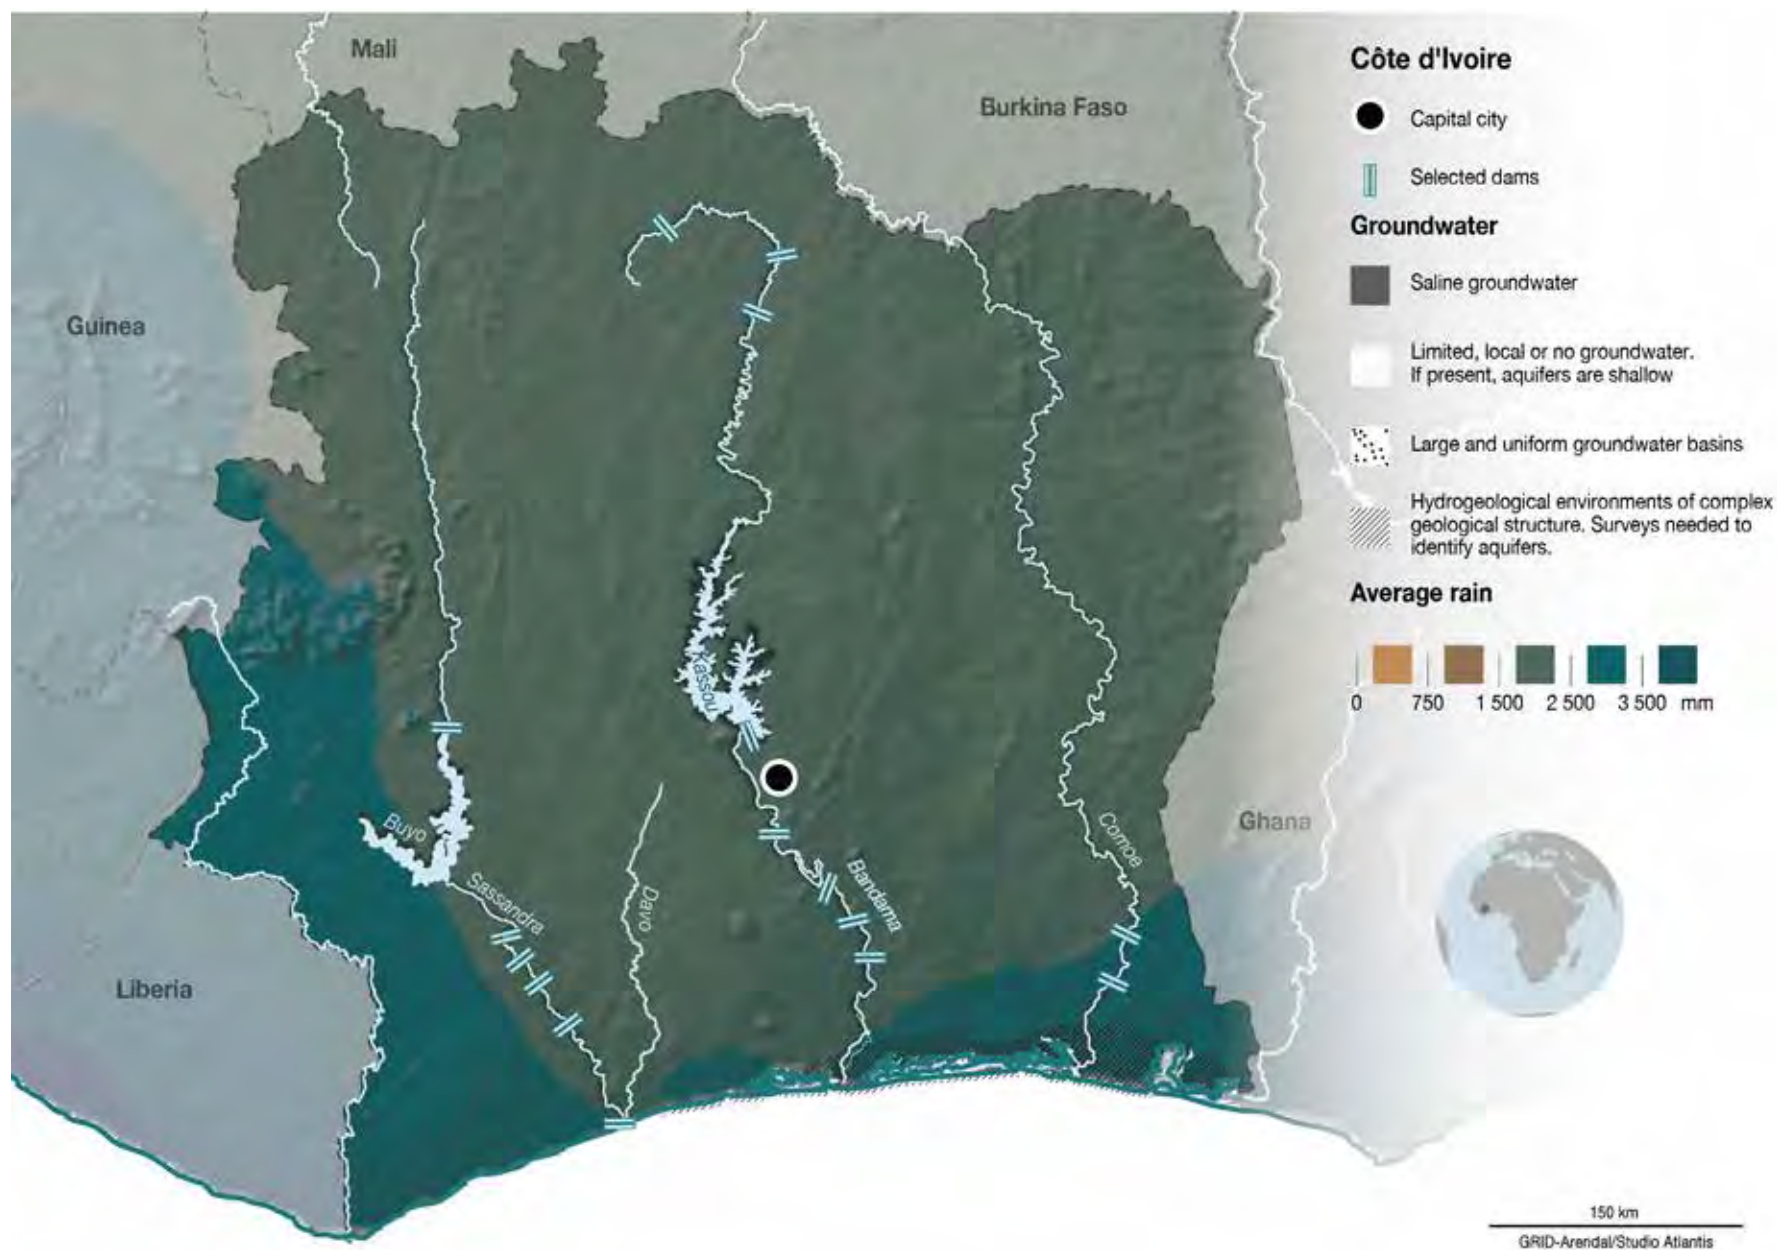 Mali
Burkina Faso
Guinea
Liberia
Ghana
Kassou
Buyo
Sassandra
Davo
Bandama
Comoe
Côte d'Ivoire
Capital city
Selected dams
Groundwater
Saline groundwater
Limited, local or no groundwater.
If present, aquifers are shallow
Large and uniform groundwater basins
Hydrogeological environments of complex
geological structure. Surveys needed to
identify aquifers.
Average rain
0 750 1 500 2 500 3 500 mm
150 km
GRID-Arendal/Studio Atlantis